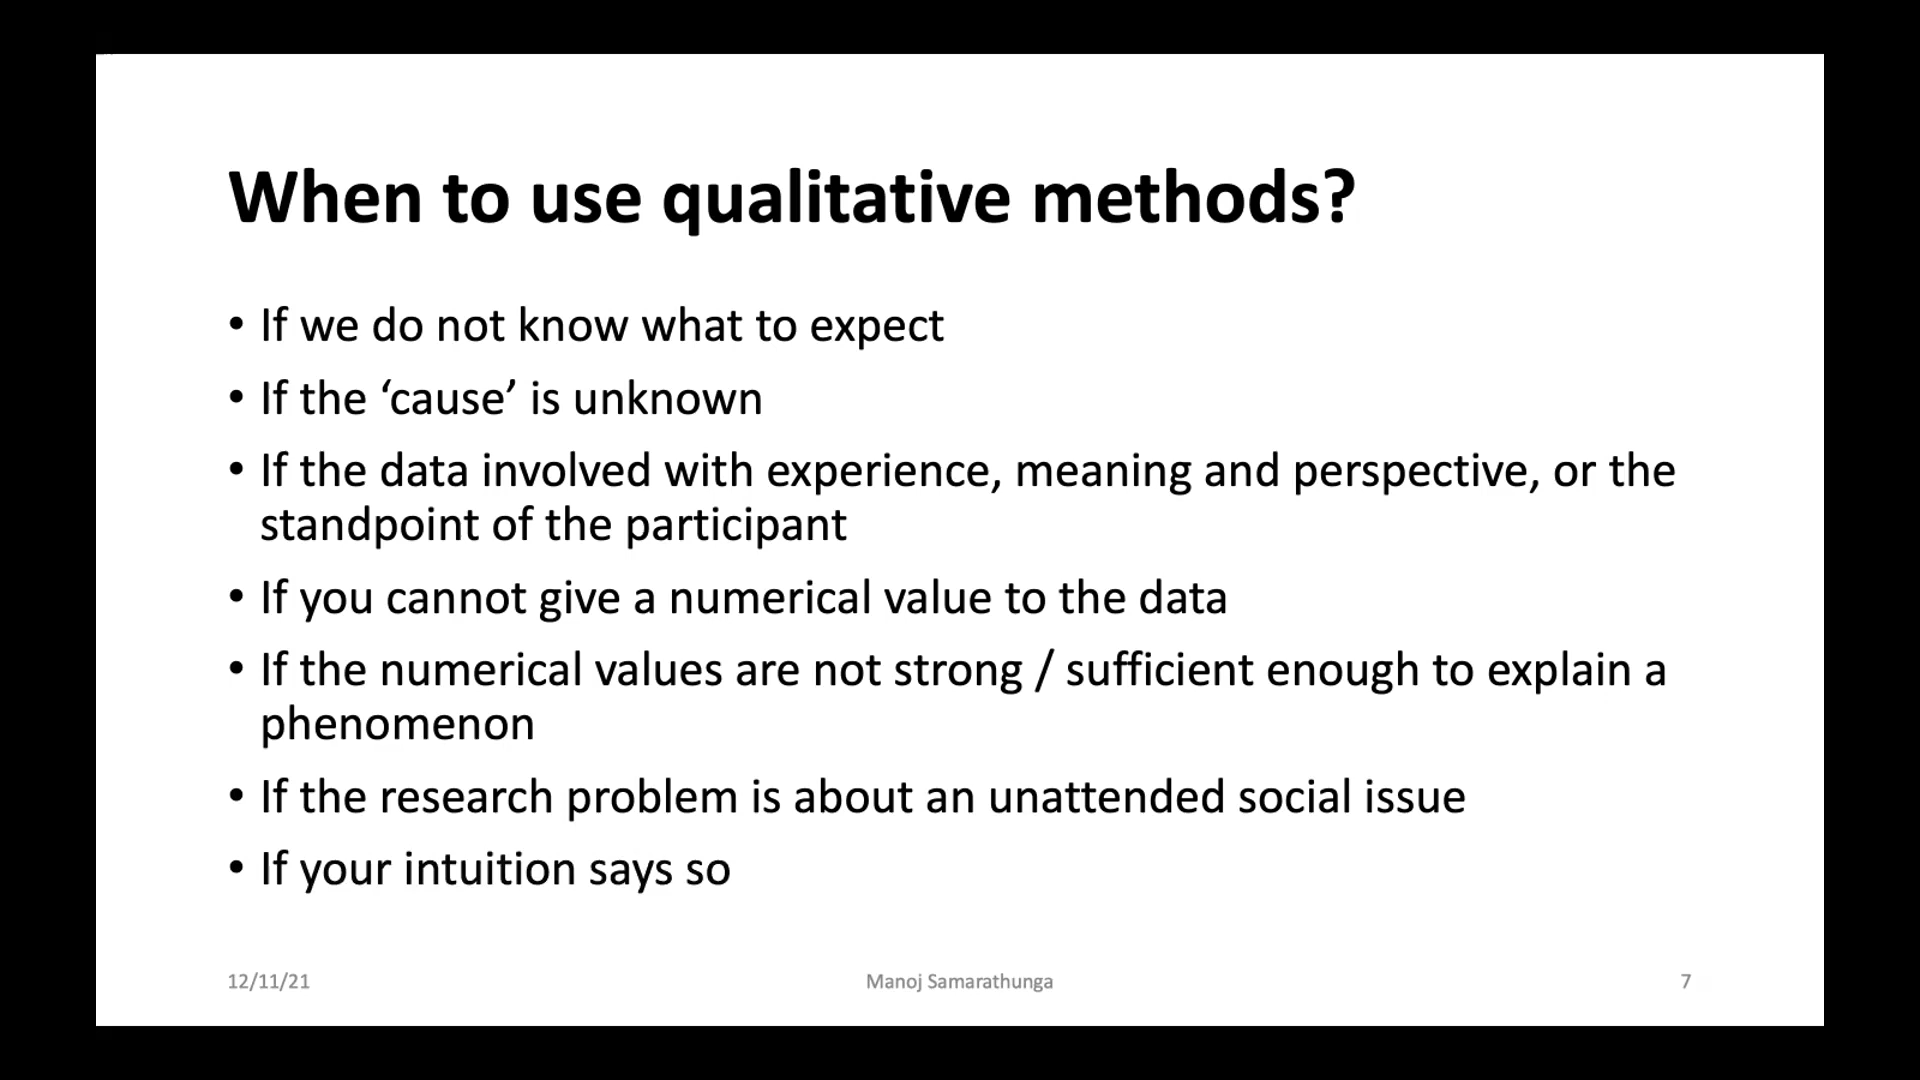 When to use qualitative methods?
• If we do not know what to expect
• If the ‘cause’ is unknown
• If the data involved with experience, meaning and perspective, or the
standpoint of the participant
• If you cannot give a numerical value to the data
• If the numerical values are not strong / sufficient enough to explain a
phenomenon
• If the research problem is about an unattended social issue
• If your intuition says so
12/11/21
Manoj Samarathunga
7